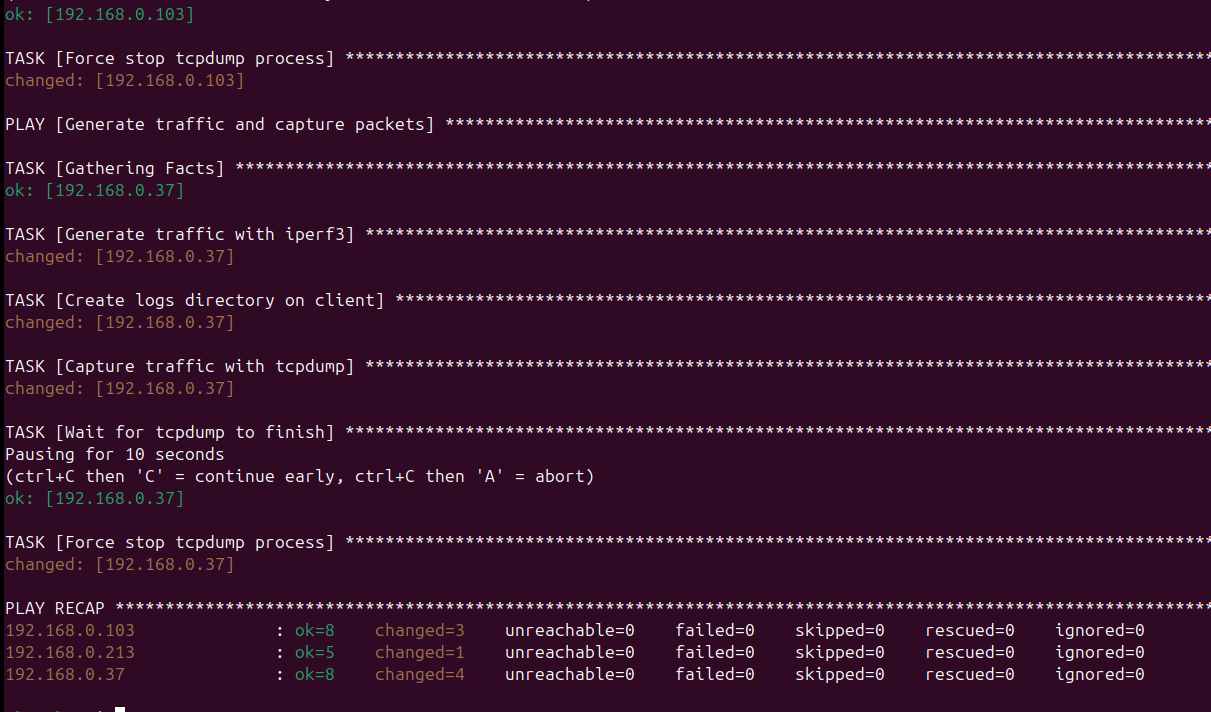 ok: [192.168.0.103]
TASK [Force stop tcpdump process] ***************************************************************************************
changed: [192.168.0.103]
PLAY [Generate traffic and capture packets] *****************************************************************************
TASK [Gathering Facts] **************************************************************************************************
ok: [192.168.0.37]
TASK [Generate traffic with iperf3] *************************************************************************************
changed: [192.168.0.37]
TASK [Create logs directory on client] **********************************************************************************
changed: [192.168.0.37]
TASK [Capture traffic with tcpdump] *************************************************************************************
changed: [192.168.0.37]
TASK [Wait for tcpdump to finish] ***************************************************************************************
Pausing for 10 seconds
(ctrl+C then 'C' = continue early, ctrl+C then 'A' = abort)
ok: [192.168.0.37]
TASK [Force stop tcpdump process] ***************************************************************************************
changed: [192.168.0.37]
PLAY RECAP **************************************************************************************************************
192.168.0.103              : ok=8    changed=3    unreachable=0    failed=0    skipped=0    rescued=0    ignored=0
192.168.0.213              : ok=5    changed=1    unreachable=0    failed=0    skipped=0    rescued=0    ignored=0
192.168.0.37               : ok=8    changed=4    unreachable=0    failed=0    skipped=0    rescued=0    ignored=0